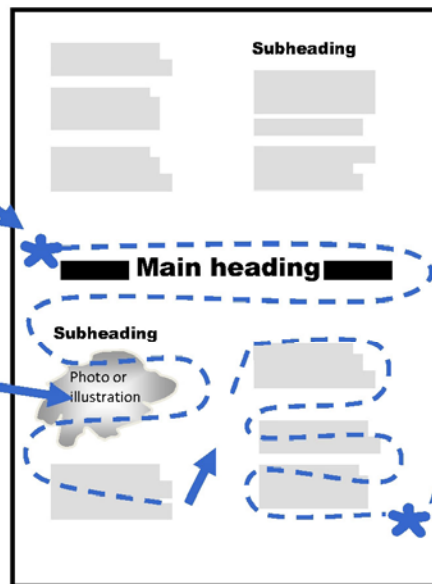 Subheading
Main heading
Subheading
Photo or
illustration